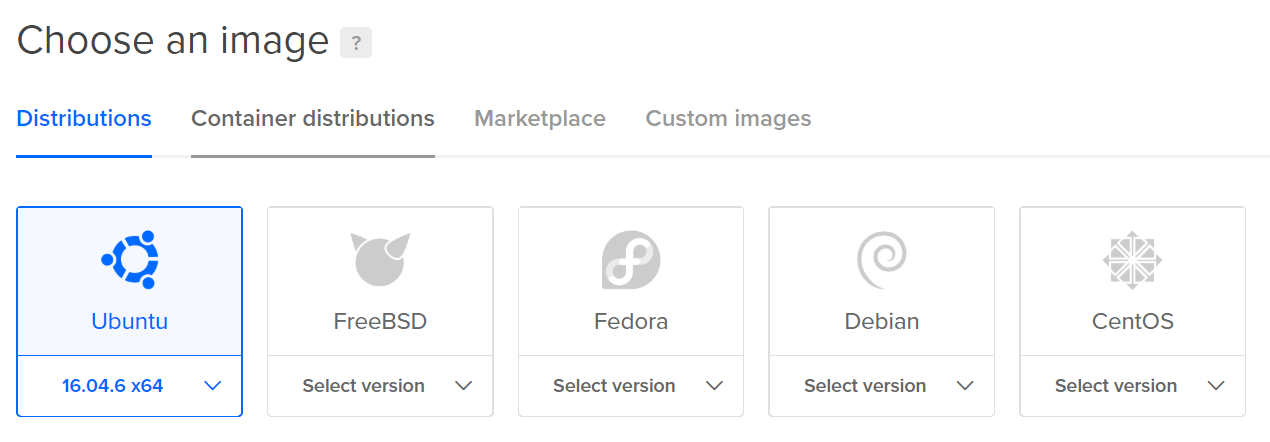 Choose an image ?
Distributions Container distributions Marketplace Custom images
Ubuntu FreeBSD Fedora Debian CentOS
16.04.6 x64 Select version Select version Select version Select version